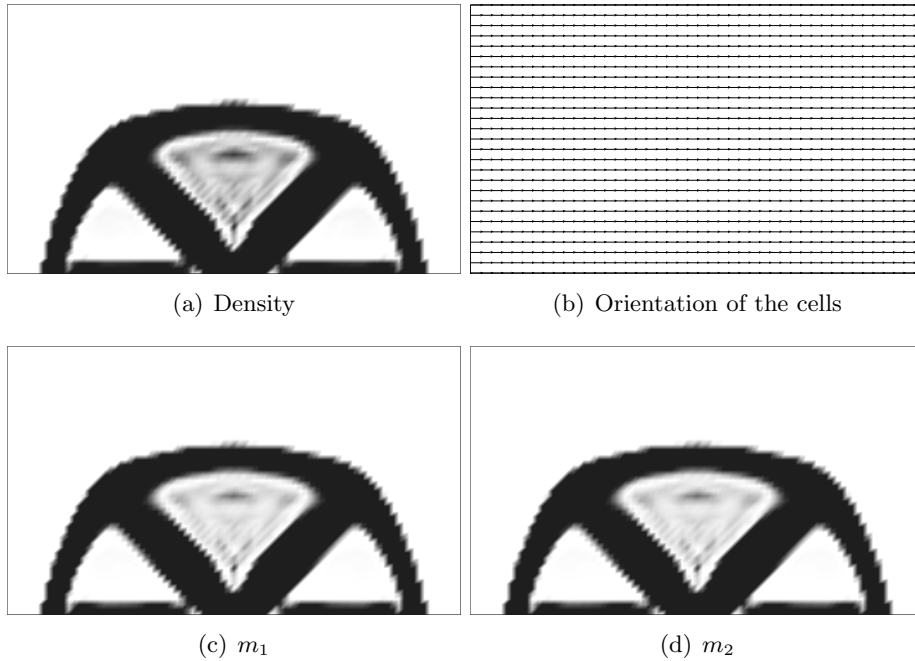 (a) Density
(b) Orientation of the cells
(c) m₁
(d) m₂